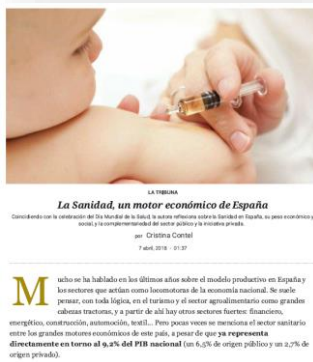 LA TRIBUNA
La Sanidad, un motor económico de España
Coincidiendo con la celebración del Día Mundial de la Salud, la autora reflexiona sobre la Sanidad en España, su peso económico y
social, y la complementariedad del sector público y la iniciativa privada.
por Cristina Contel
7 abril, 2016 - 01:37
Mucho se ha hablado en los últimos años sobre el modelo productivo en España y
los sectores que actúan como locomotoras de la economía nacional. Se suele
pensar, con toda lógica, en el turismo y el sector agroalimentario como grandes
cabezas tractoras, y a partir de ahí hay otros sectores fuertes: financiero,
energético, construcción, automoción, textil... Pero pocas veces se menciona el sector sanitario
entre los grandes motores económicos de este país, a pesar de que ya representa
directamente en torno al 9,2% del PIB nacional (un 6,5% de origen público y un 2,7% de
origen privado).